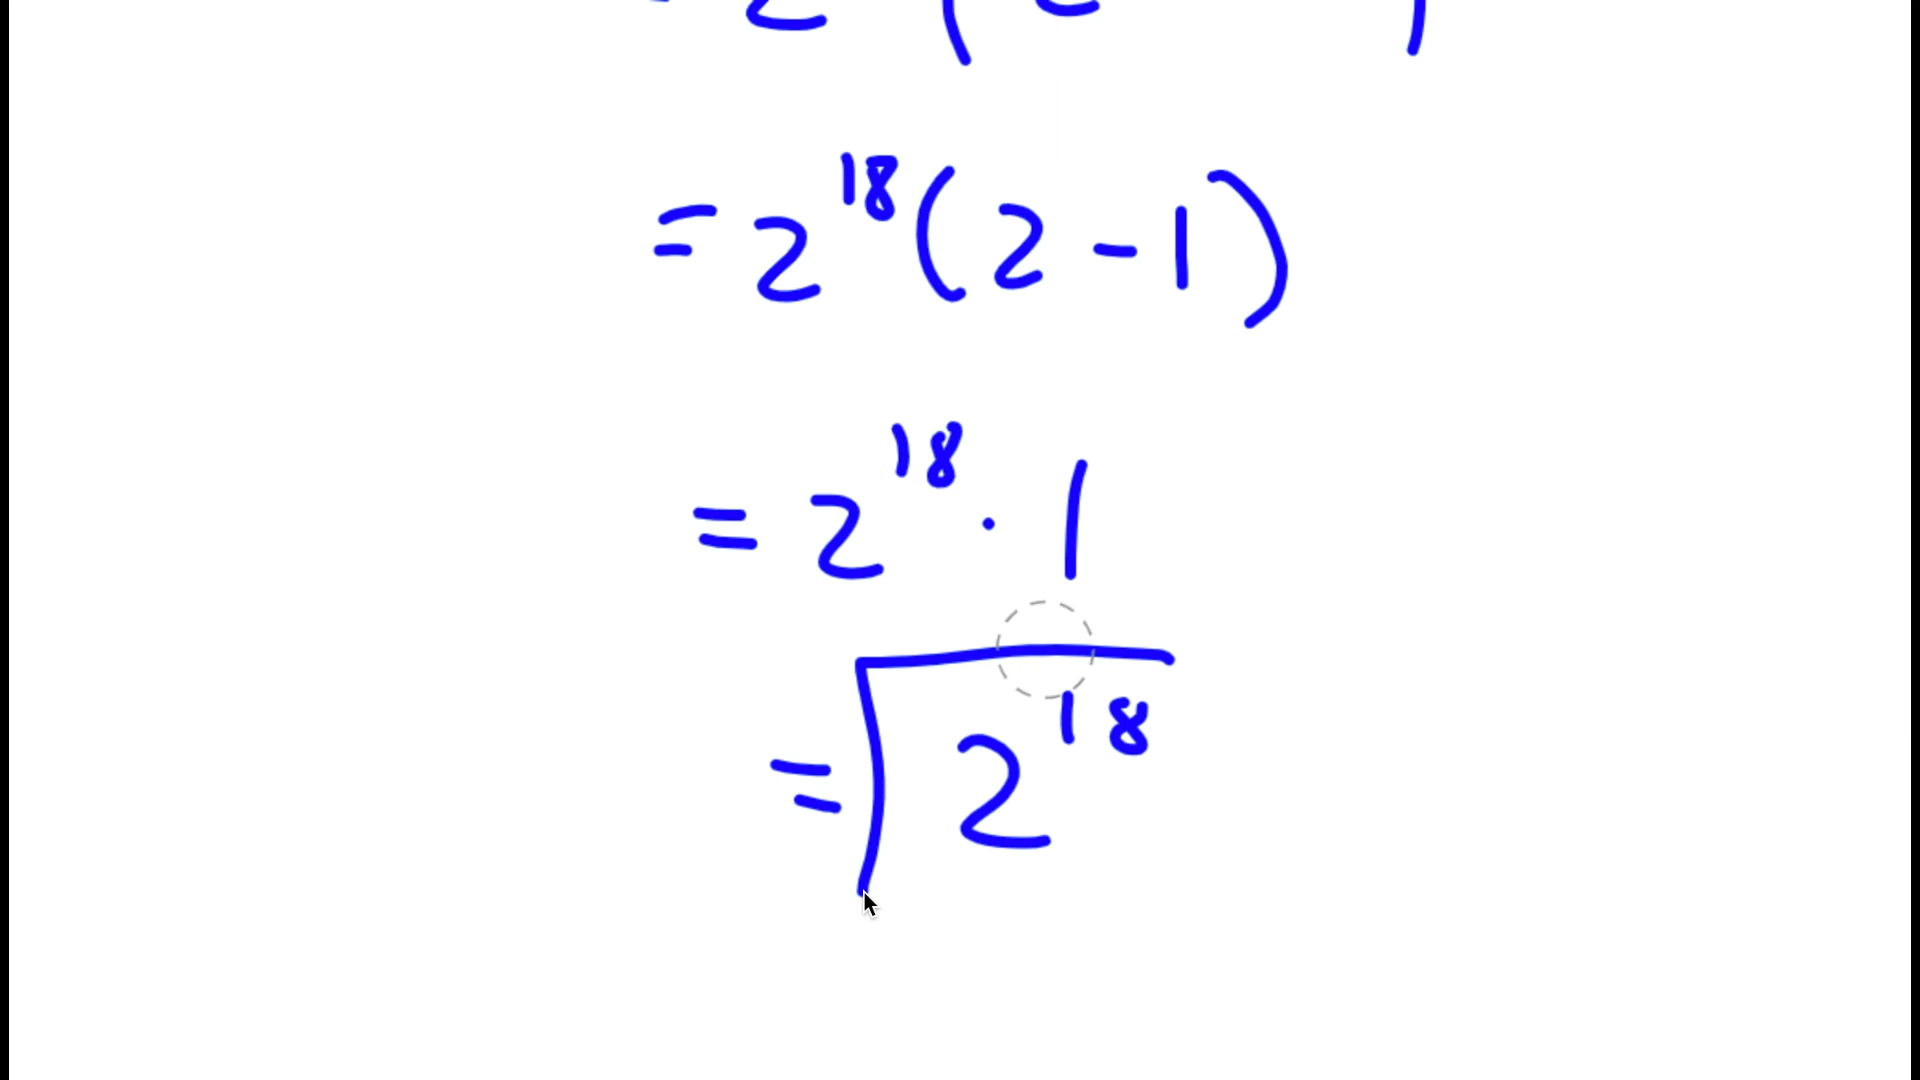 = 2^18 (2 - 1)
= 2^18 · 1
= 2^18